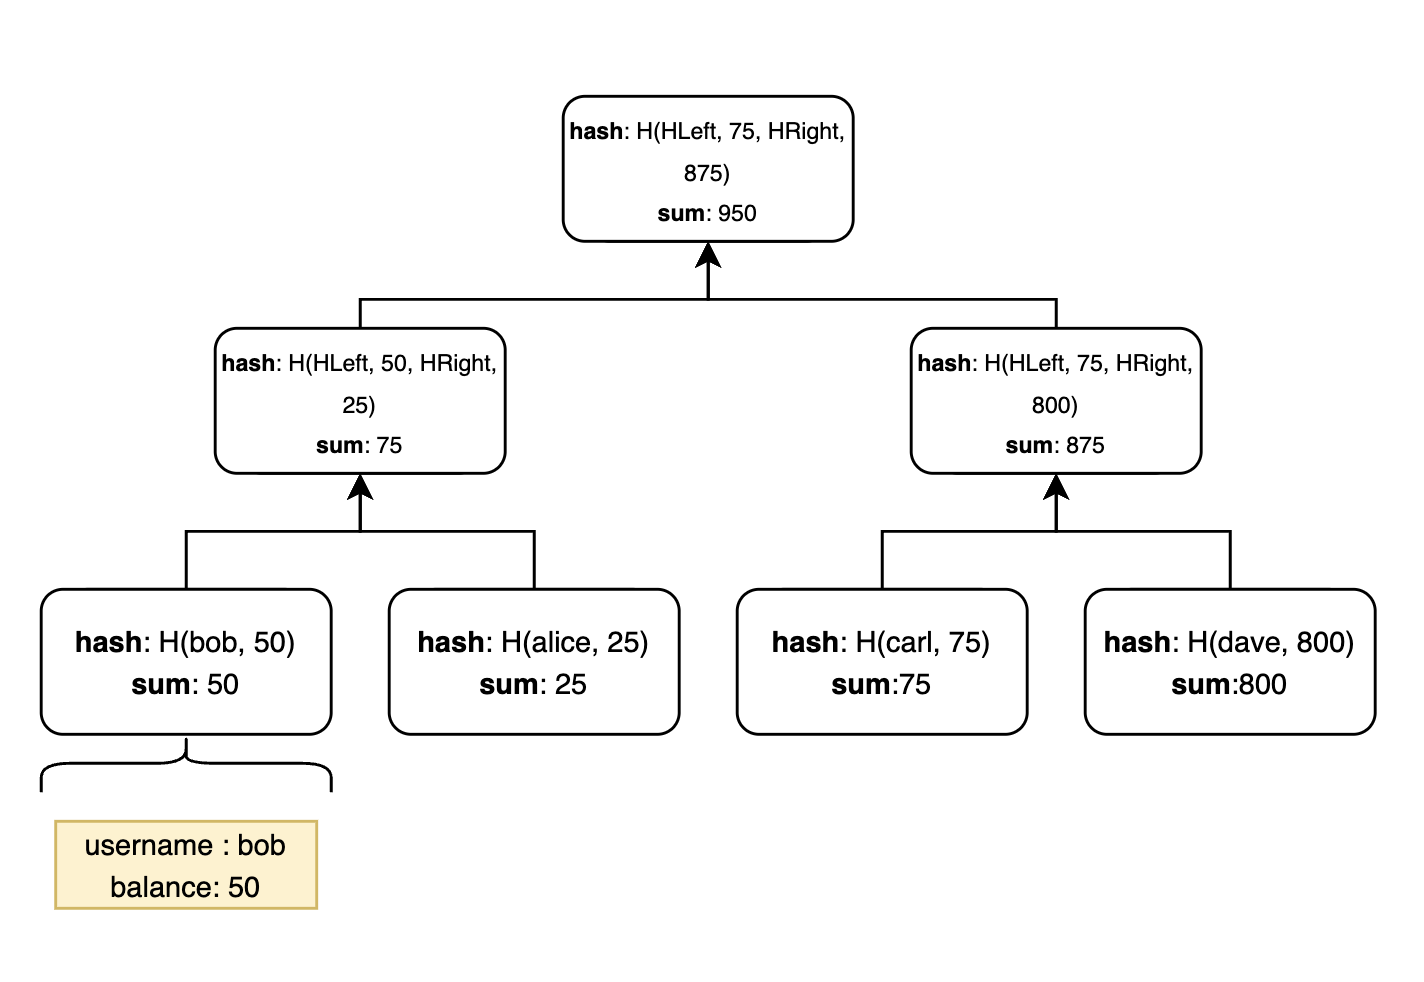 hash: H(HLeft, 75, HRight,
875)
sum: 950
hash: H(HLeft, 50, HRight,
25)
sum: 75
hash: H(HLeft, 75, HRight,
800)
sum: 875
hash: H(bob, 50)
sum: 50
hash: H(alice, 25)
sum: 25
hash: H(carl, 75)
sum:75
hash: H(dave, 800)
sum:800
username : bob
balance: 50